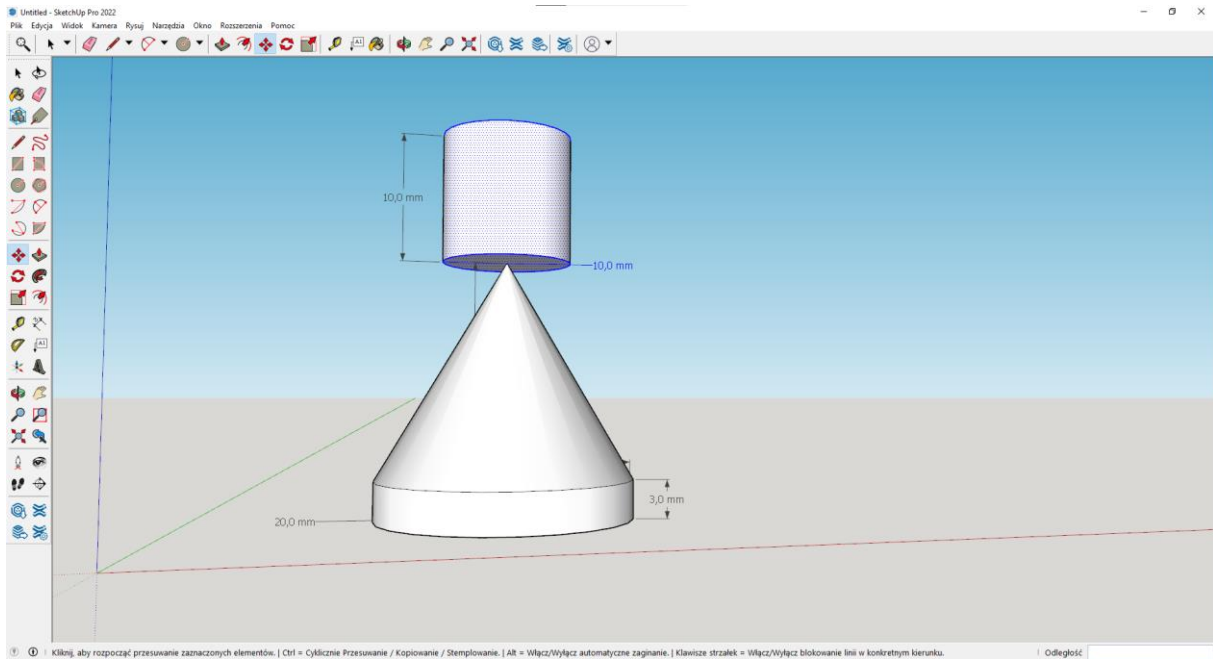 Untitled - SketchUp Pro 2022
Plik Edycja Widok Kamera Rysuj Narzędzia Okno Rozszerzenia Pomoc
10,0 mm
10,0 mm
3,0 mm
20,0 mm
Kliknij, aby rozpocząć przesuwanie zaznaczonych elementów. | Ctrl = Cyklicznie Przesuwanie / Kopiowanie / Stemplowanie. | Alt = Włącz/Wyłącz automatyczne zaginanie. | Klawisze strzałek = Włącz/Wyłącz blokowanie linii w konkretnym kierunku. Odległość